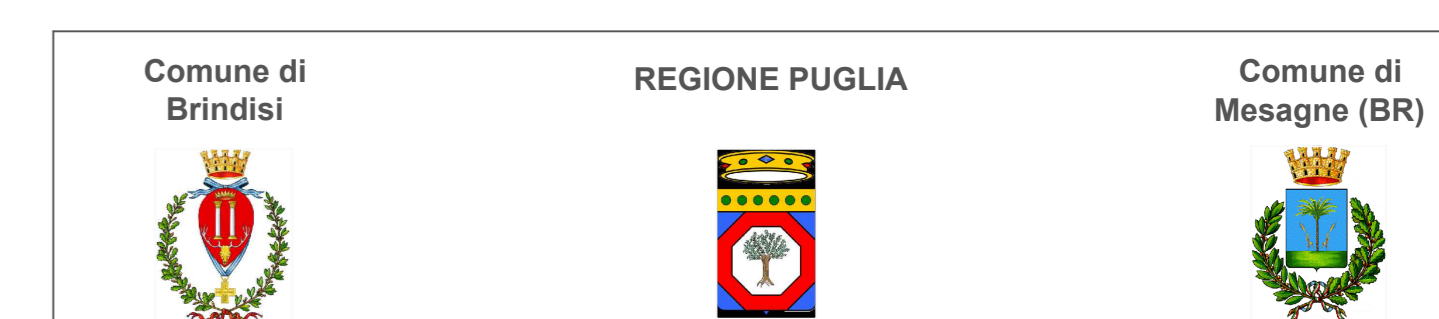 Comune di
Brindisi
REGIONE PUGLIA
Comune di
Mesagne (BR)